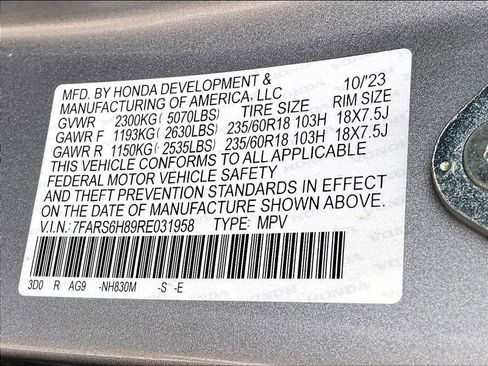 MFD. BY HONDA DEVELOPMENT & 10/'23
MANUFACTURING OF AMERICA, LLC
GVWR 2300KG( 5070LBS) TIRE SIZE RIM SIZE
GAWR F 1193KG( 2630LBS) 235/60R18 103H 18X7.5J
GAWR R 1150KG( 2535LBS) 235/60R18 103H 18X7.5J
THIS VEHICLE CONFORMS TO ALL APPLICABLE
FEDERAL MOTOR VEHICLE SAFETY
AND THEFT PREVENTION STANDARDS IN EFFECT
ON THE DATE OF MANUFACTURE SHOWN ABOVE.
V.I.N.: 7FARS6H89RE031958 TYPE: MPV
3D0 R AG9 -NH830M -S -E